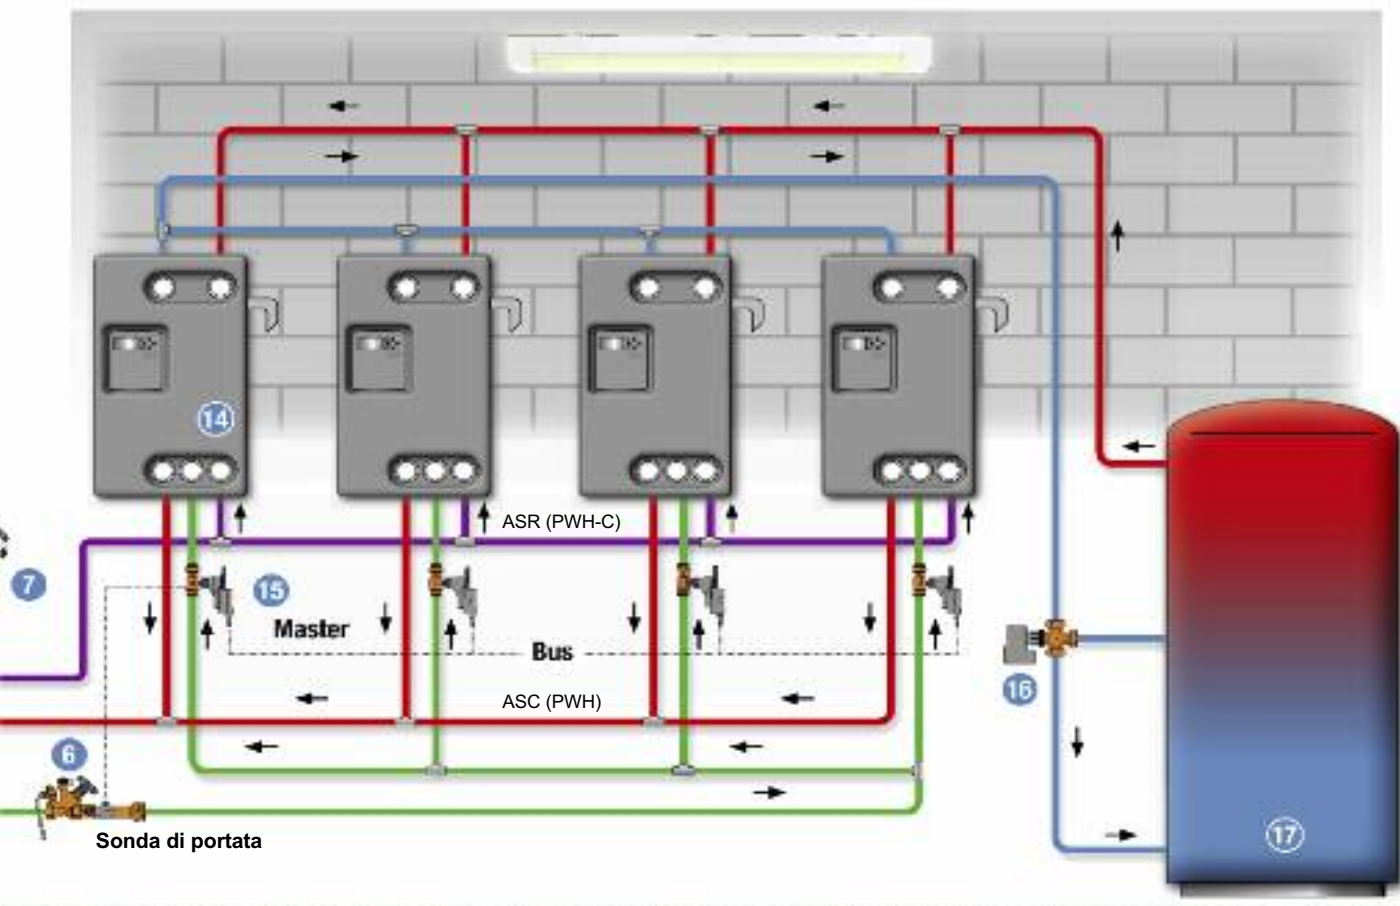 14
ASR (PWH-C)
7
15
Master
Bus
16
ASC (PWH)
6
17
Sonda di portata